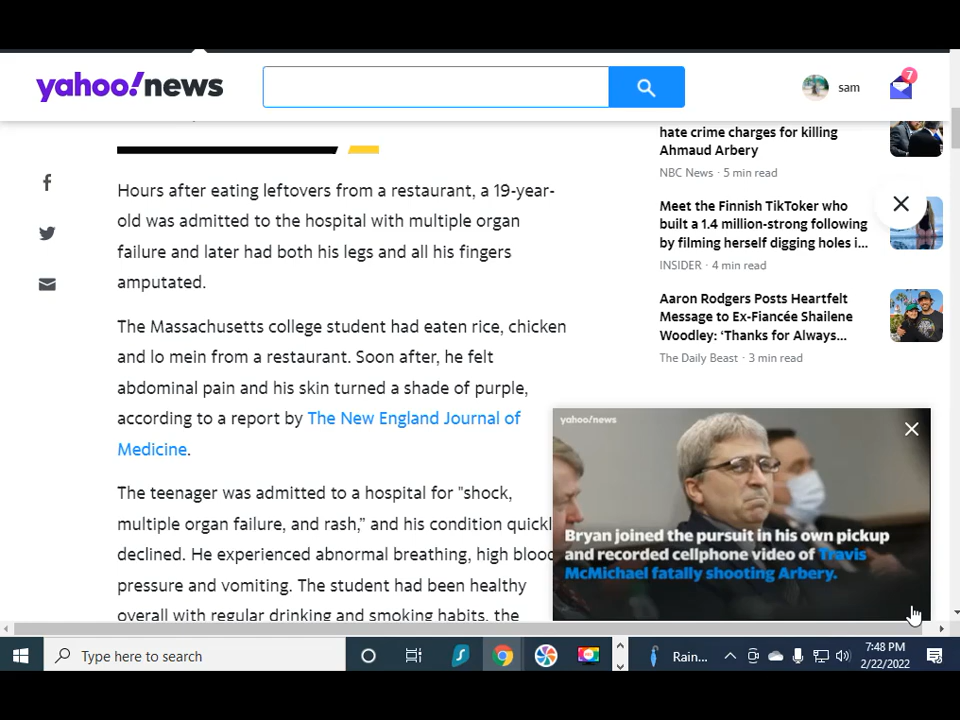 yahoo!news
sam
7
Hours after eating leftovers from a restaurant, a 19-year-
old was admitted to the hospital with multiple organ
failure and later had both his legs and all his fingers
amputated.
The Massachusetts college student had eaten rice, chicken
and lo mein from a restaurant. Soon after, he felt
abdominal pain and his skin turned a shade of purple,
according to a report by The New England Journal of
Medicine.
The teenager was admitted to a hospital for "shock,
multiple organ failure, and rash,” and his condition quickl
declined. He experienced abnormal breathing, high blood
pressure and vomiting. The student had been healthy
overall with regular drinking and smoking habits, the
hate crime charges for killing
Ahmaud Arbery
NBC News · 5 min read
Meet the Finnish TikToker who
built a 1.4 million-strong following
by filming herself digging holes i...
INSIDER · 4 min read
Aaron Rodgers Posts Heartfelt
Message to Ex-Fiancée Shailene
Woodley: ‘Thanks for Always...
The Daily Beast · 3 min read
yahoo!news
Bryan joined the pursuit in his own pickup
and recorded cellphone video of Travis
McMichael fatally shooting Arbery.
Type here to search
Rain...
7:48 PM
2/22/2022